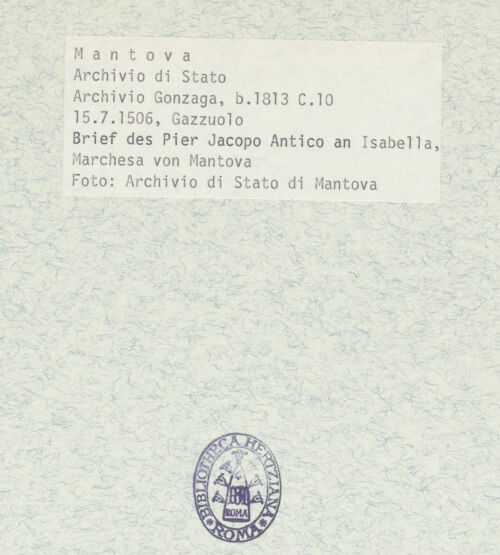 M a n t o v a
Archivio di Stato
Archivio Gonzaga, b.1813 C.10
15.7.1506, Gazzuolo
Brief des Pier Jacopo Antico an Isabella,
Marchesa von Mantova
Foto: Archivio di Stato di Mantova
BIBLIOTHECA HERTZIANA
ROMA
ROMA